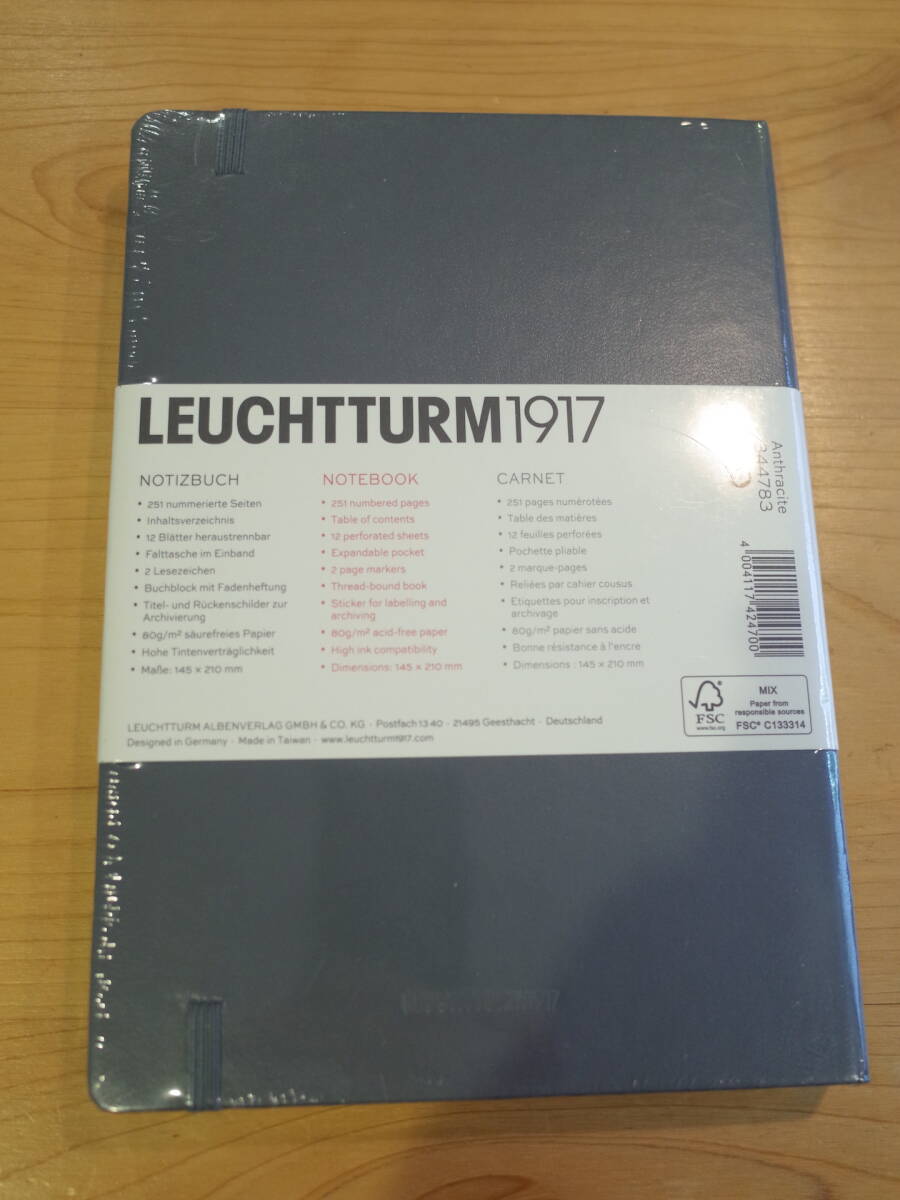 LEUCHTTURM1917
NOTIZBUCH
• 251 nummerierte Seiten
• Inhaltsverzeichnis
• 12 Blätter heraustrennbar
• Falttasche im Einband
• 2 Lesezeichen
• Buchblock mit Fadenheftung
• Titel- und Rückenschilder zur
Archivierung
• 80g/m² säurefreies Papier
• Hohe Tintenverträglichkeit
• Maße: 145 x 210 mm
NOTEBOOK
• 251 numbered pages
• Table of contents
• 12 perforated sheets
• Expandable pocket
• 2 page markers
• Thread-bound book
• Sticker for labelling and
archiving
• 80g/m² acid-free paper
• High ink compatibility
• Dimensions: 145 x 210 mm
CARNET
• 251 pages numérotées
• Table des matières
• 12 feuilles perforées
• Pochette pliable
• 2 marque-pages
• Reliées par cahier cousus
• Etiquettes pour inscription et
archivage
• 80g/m² papier sans acide
• Bonne résistance à l'encre
• Dimensions : 145 x 210 mm
Anthracite
344783
4 004117 424700
LEUCHTTURM ALBENVERLAG GMBH & CO. KG · Postfach 13 40 · 21495 Geesthacht · Deutschland
Designed in Germany · Made in Taiwan · www.leuchtturm1917.com
FSC
www.fsc.org
MIX
Paper from
responsible sources
FSC® C133314